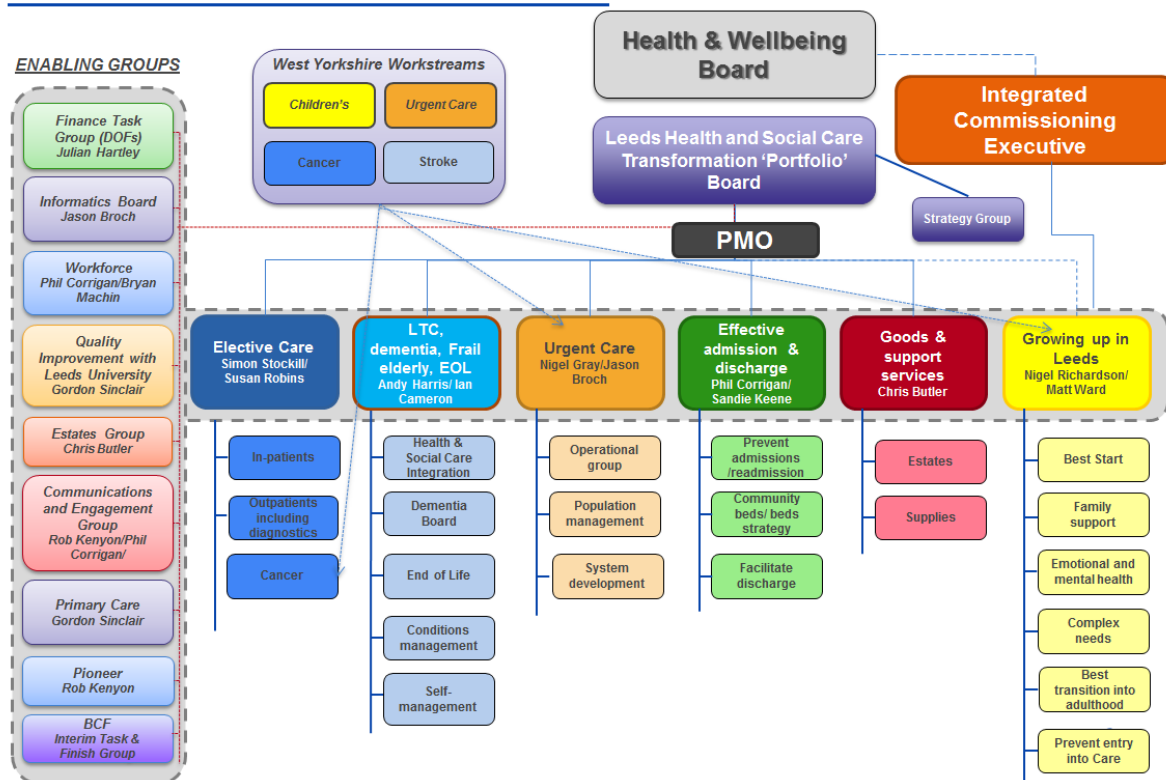 ENABLING GROUPS
Finance Task
Group (DOFs)
Julian Hartley
Informatics Board
Jason Broch
Workforce
Phil Corrigan/Bryan
Machin
Quality
Improvement with
Leeds University
Gordon Sinclair
Estates Group
Chris Butler
Communications
and Engagement
Group
Rob Kenyon/Phil
Corrigan/
Primary Care
Gordon Sinclair
Pioneer
Rob Kenyon
BCF
Interim Task &
Finish Group
West Yorkshire Workstreams
Children's
Urgent Care
Cancer
Stroke
Health & Wellbeing
Board
Integrated
Commissioning
Executive
Leeds Health and Social Care
Transformation 'Portfolio'
Board
Strategy Group
PMO
Elective Care
Simon Stockill/
Susan Robins
In-patients
Outpatients
including
diagnostics
Cancer
LTC,
dementia, Frail
elderly, EOL
Andy Harris/ Ian
Cameron
Health &
Social Care
Integration
Dementia
Board
End of Life
Conditions
management
Self-
management
Urgent Care
Nigel Gray/Jason
Broch
Operational
group
Population
management
System
development
Effective
admission &
discharge
Phil Corrigan/
Sandie Keene
Prevent
admissions
/readmission
Community
beds/ beds
strategy
Facilitate
discharge
Goods &
support
services
Chris Butler
Estates
Supplies
Growing up in
Leeds
Nigel Richardson/
Matt Ward
Best Start
Family
support
Emotional and
mental health
Complex
needs
Best
transition into
adulthood
Prevent entry
into Care